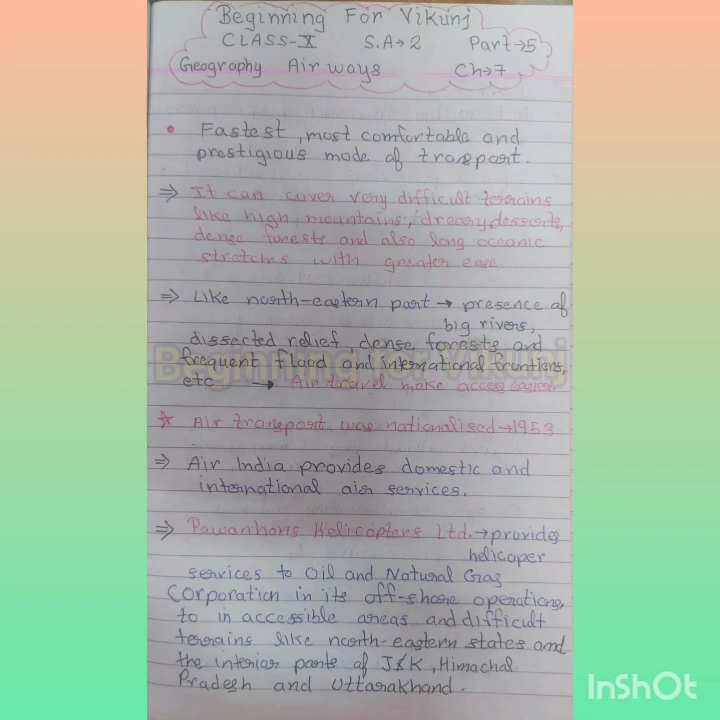 Beginning For Vikunj
CLASS-X S.A→2 Part→5
Geography Airways Ch→7
• Fastest, most comfortable and
prestigious mode of transport.
⇒ It can cover very difficult terrains
like high mountains, dreary desserts,
dense forests and also long oceanic
stretches with greater ease
⇒ Like north-eastern part → presence of
big rivers,
dissected relief, dense forests and
frequent flood and international frontiers,
etc → Air travel make access easier
☆ Air transport was nationalised→1953
⇒ Air India provides domestic and
international air services.
⇒ Pawanhans Helicopters Ltd.→provides
helicoper
services to Oil and Natural Gas
Corporation in its off-shore operations,
to in accessible areas and difficult
terrains like north-eastern states and
the interior parts of J&K, Himachal
Pradesh and Uttarakhand.
Beginning for Vikunj
InShOt